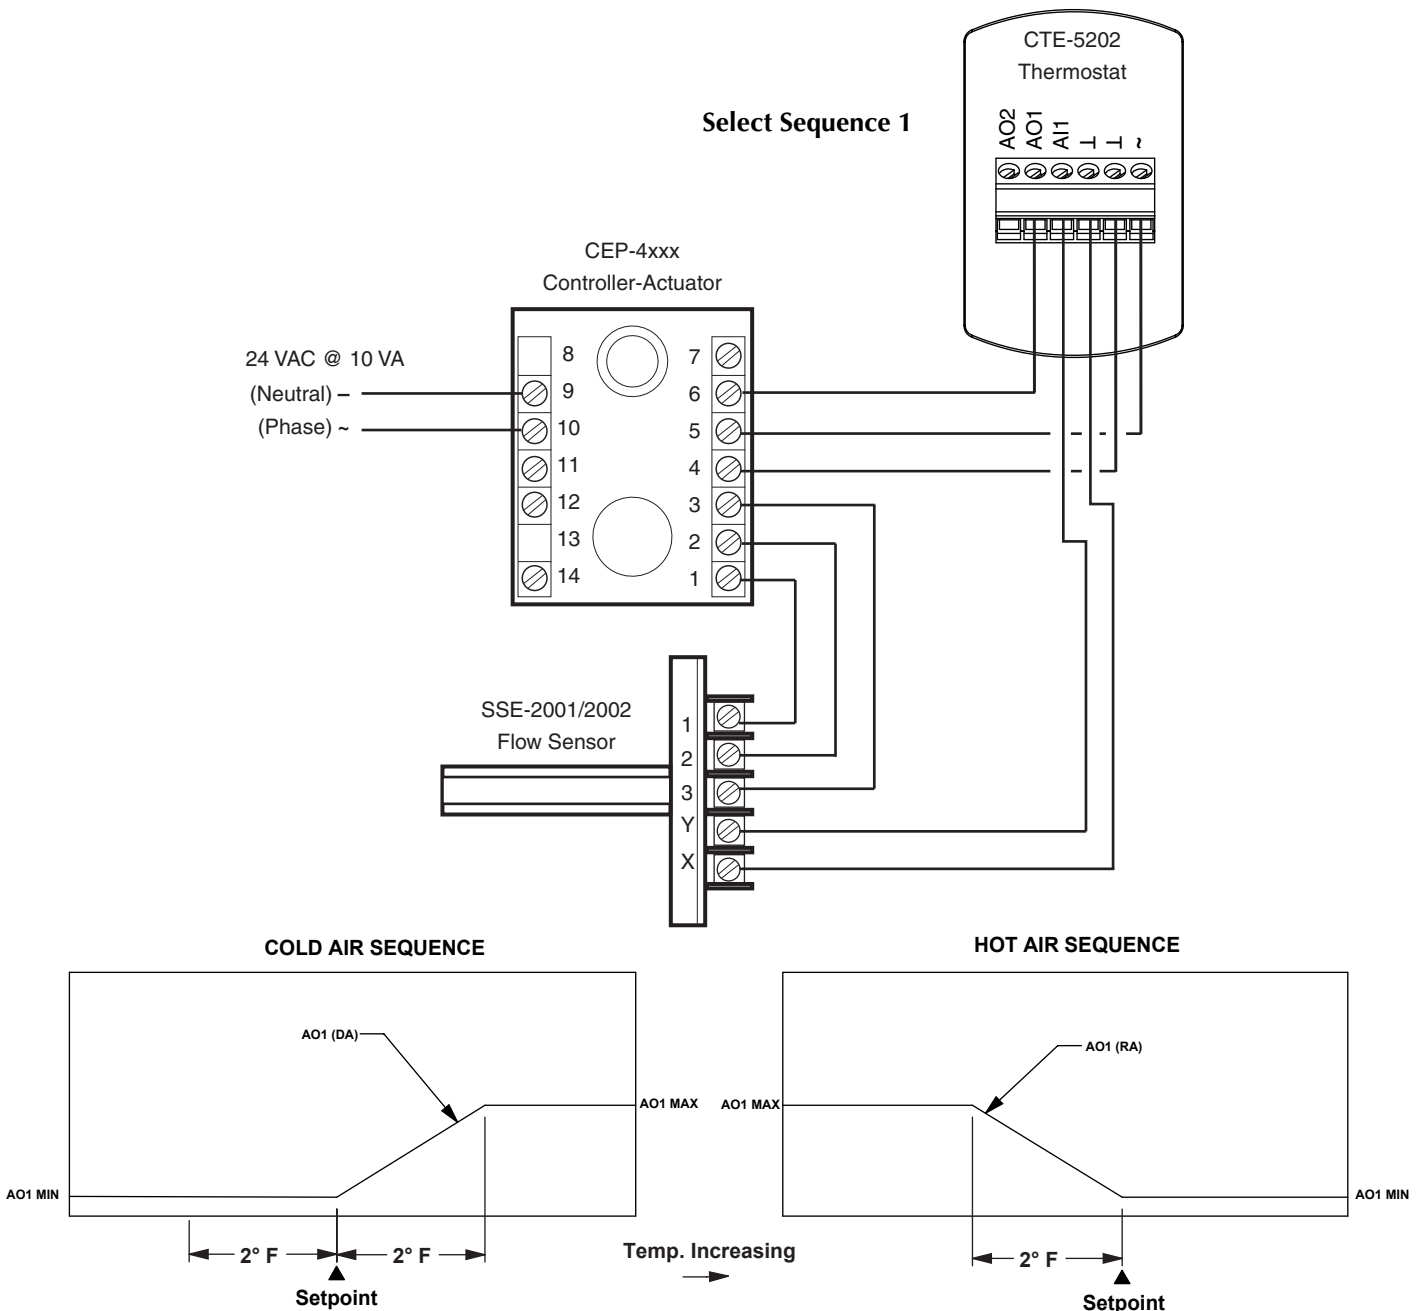 CTE-5202
Thermostat
Select Sequence 1
AO2
AO1
AI1
⊥
⊥
~
CEP-4xxx
Controller-Actuator
24 VAC @ 10 VA
(Neutral) –
(Phase) ~
8
9
10
11
12
13
14
7
6
5
4
3
2
1
SSE-2001/2002
Flow Sensor
1
2
3
Y
X
COLD AIR SEQUENCE
AO1 (DA)
AO1 MAX
AO1 MIN
2° F
2° F
Setpoint
Temp. Increasing
HOT AIR SEQUENCE
AO1 (RA)
AO1 MAX
AO1 MIN
2° F
Setpoint